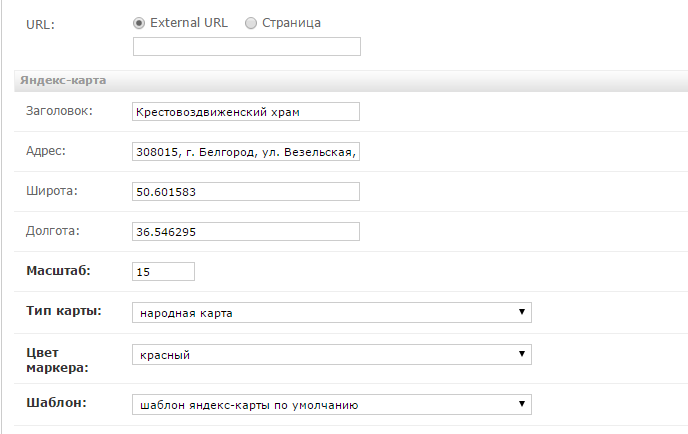 URL: External URL Страница
Яндекс-карта
Заголовок: Крестовоздвиженский храм
Адрес: 308015, г. Белгород, ул. Везельская,
Широта: 50.601583
Долгота: 36.546295
Масштаб: 15
Тип карты: народная карта
Цвет маркера: красный
Шаблон: шаблон яндекс-карты по умолчанию